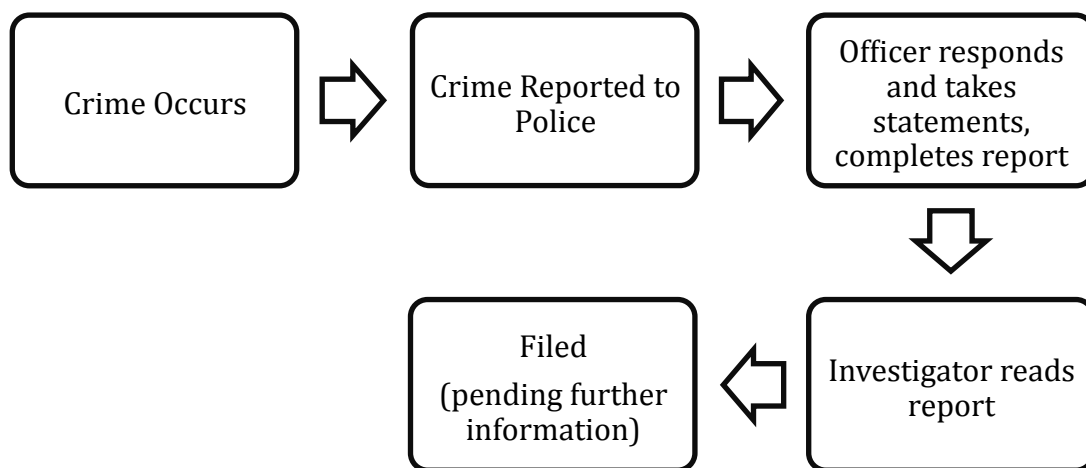 Crime Occurs
Crime Reported to
Police
Officer responds
and takes
statements,
completes report
Investigator reads
report
Filed
(pending further
information)